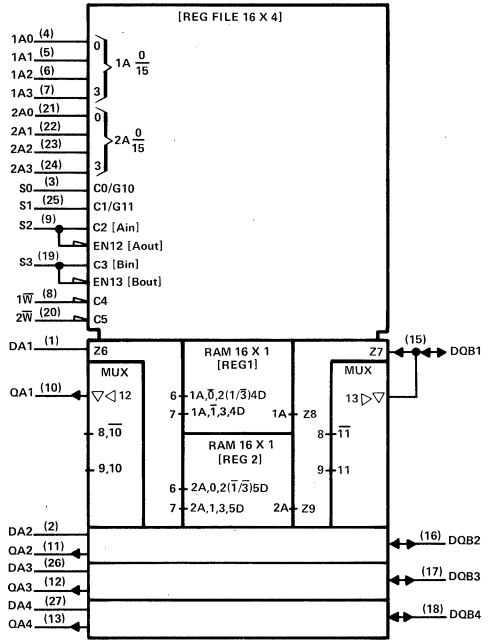 [REG FILE 16 X 4]
1A0 (4) 0
1A1 (5)
1A2 (6)
1A3 (7) 3
1A 0/15
2A0 (21) 0
2A1 (22)
2A2 (23)
2A3 (24) 3
2A 0/15
S0 (3) C0/G10
S1 (25) C1/G11
S2 (9) C2 [Ain]
EN12 [Aout]
S3 (19) C3 [Bin]
EN13 [Bout]
1W̅ (8) C4
2W̅ (20) C5
DA1 (1) Z6
RAM 16 X 1
[REG1]
Z7 (15) DQB1
MUX
MUX
QA1 (10) ▽◁ 12
6 1A,0̅,2(1/3̅)4D
7 1A,1̅,3,4D
1A Z8
13 ▷▽
8,1̅0̅
8 1̅1̅
RAM 16 X 1
[REG 2]
9,10
9 11
6 2A,0,2(1̅/3̅)5D
7 2A,1,3,5D
2A Z9
DA2 (2)
QA2 (11)
(16) DQB2
DA3 (26)
QA3 (12)
(17) DQB3
DA4 (27)
QA4 (13)
(18) DQB4